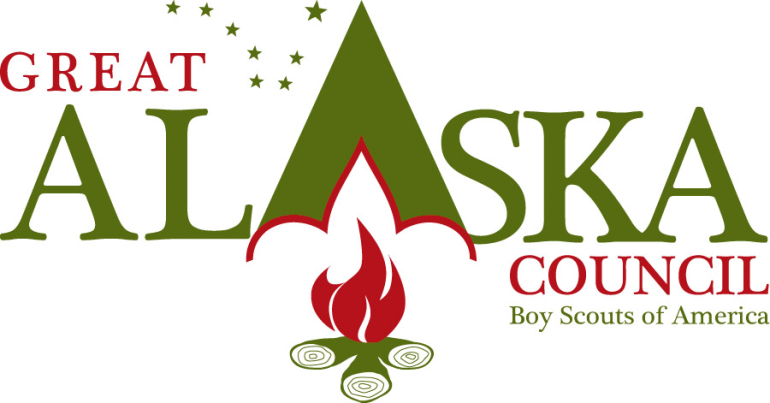 GREAT
ALASKA
COUNCIL
Boy Scouts of America